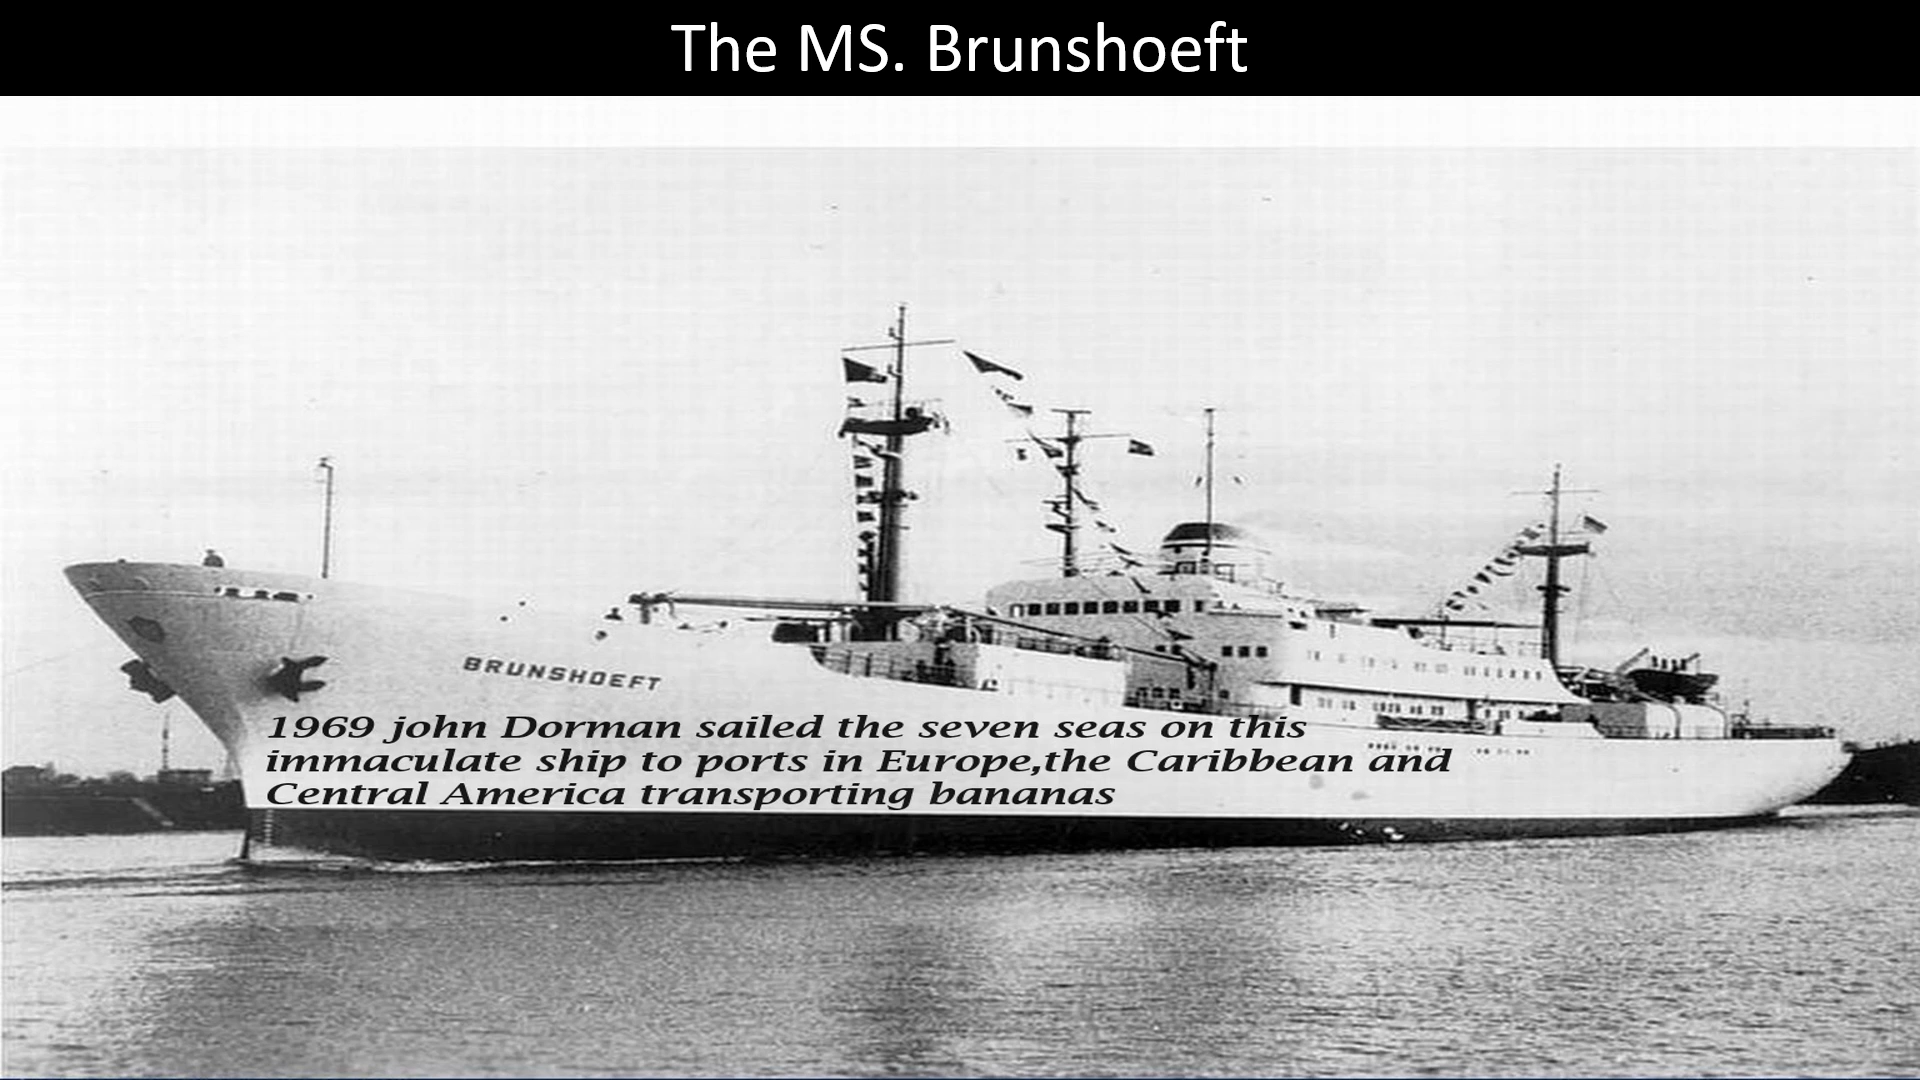 The MS. Brunshoeft
BRUNSHOEFT
1969 john Dorman sailed the seven seas on this
immaculate ship to ports in Europe,the Caribbean and
Central America transporting bananas